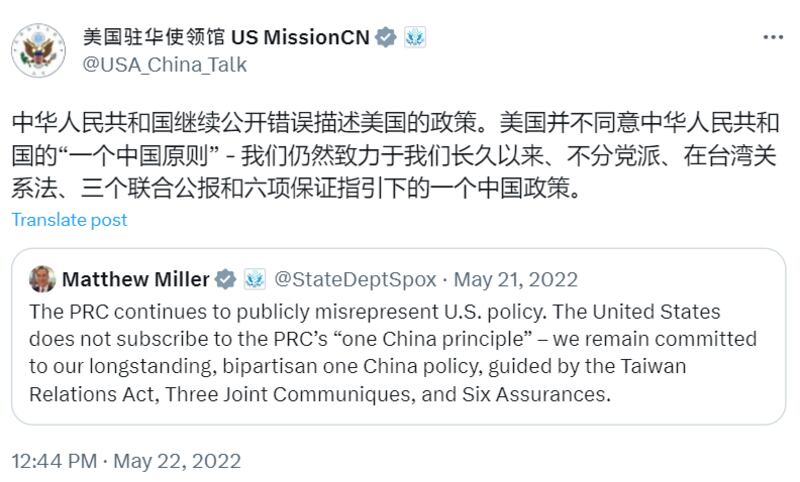 美国驻华使领馆 US MissionCN
@USA_China_Talk
中华人民共和国继续公开错误描述美国的政策。美国并不同意中华人民共和
国的“一个中国原则” - 我们仍然致力于我们长久以来、不分党派、在台湾关
系法、三个联合公报和六项保证指引下的一个中国政策。
Translate post
Matthew Miller @StateDeptSpox · May 21, 2022
The PRC continues to publicly misrepresent U.S. policy. The United States
does not subscribe to the PRC’s “one China principle” – we remain committed
to our longstanding, bipartisan one China policy, guided by the Taiwan
Relations Act, Three Joint Communiques, and Six Assurances.
12:44 PM · May 22, 2022